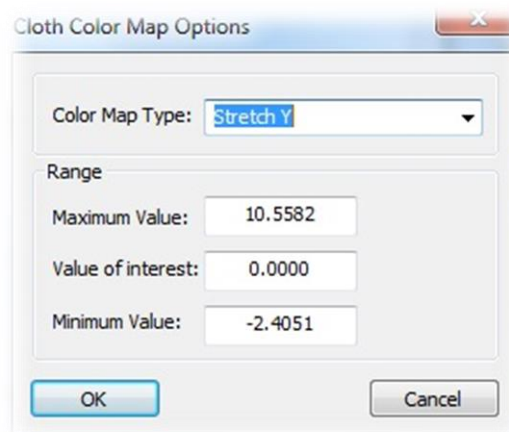 Cloth Color Map Options
Color Map Type: Stretch Y
Range
Maximum Value: 10.5582
Value of interest: 0.0000
Minimum Value: -2.4051
OK Cancel